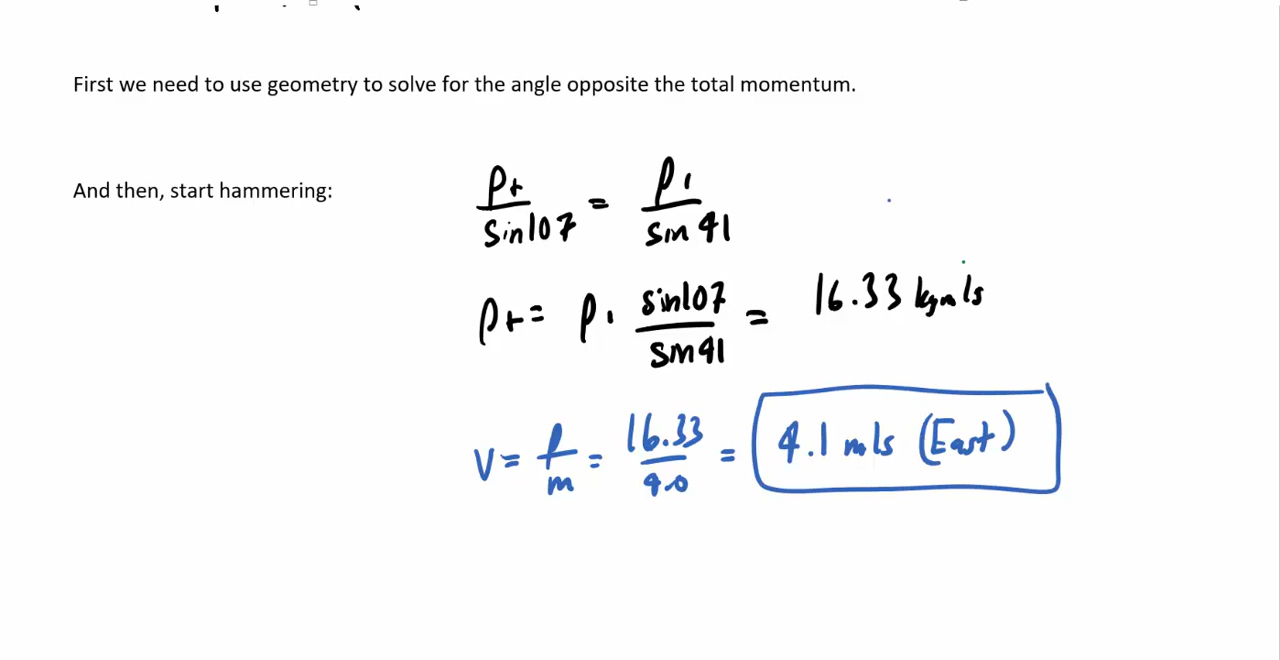 First we need to use geometry to solve for the angle opposite the total momentum.
And then, start hammering:
Pt/sin107 = P1/sin41
Pt = P1 sin107/sin41 = 16.33 kgm/s
V = P/m = 16.33/4.0 = 4.1 m/s (East)